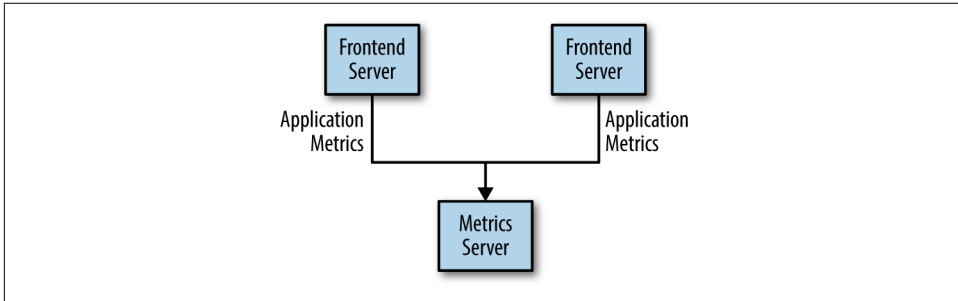 Frontend
Server
Frontend
Server
Application
Metrics
Application
Metrics
Metrics
Server